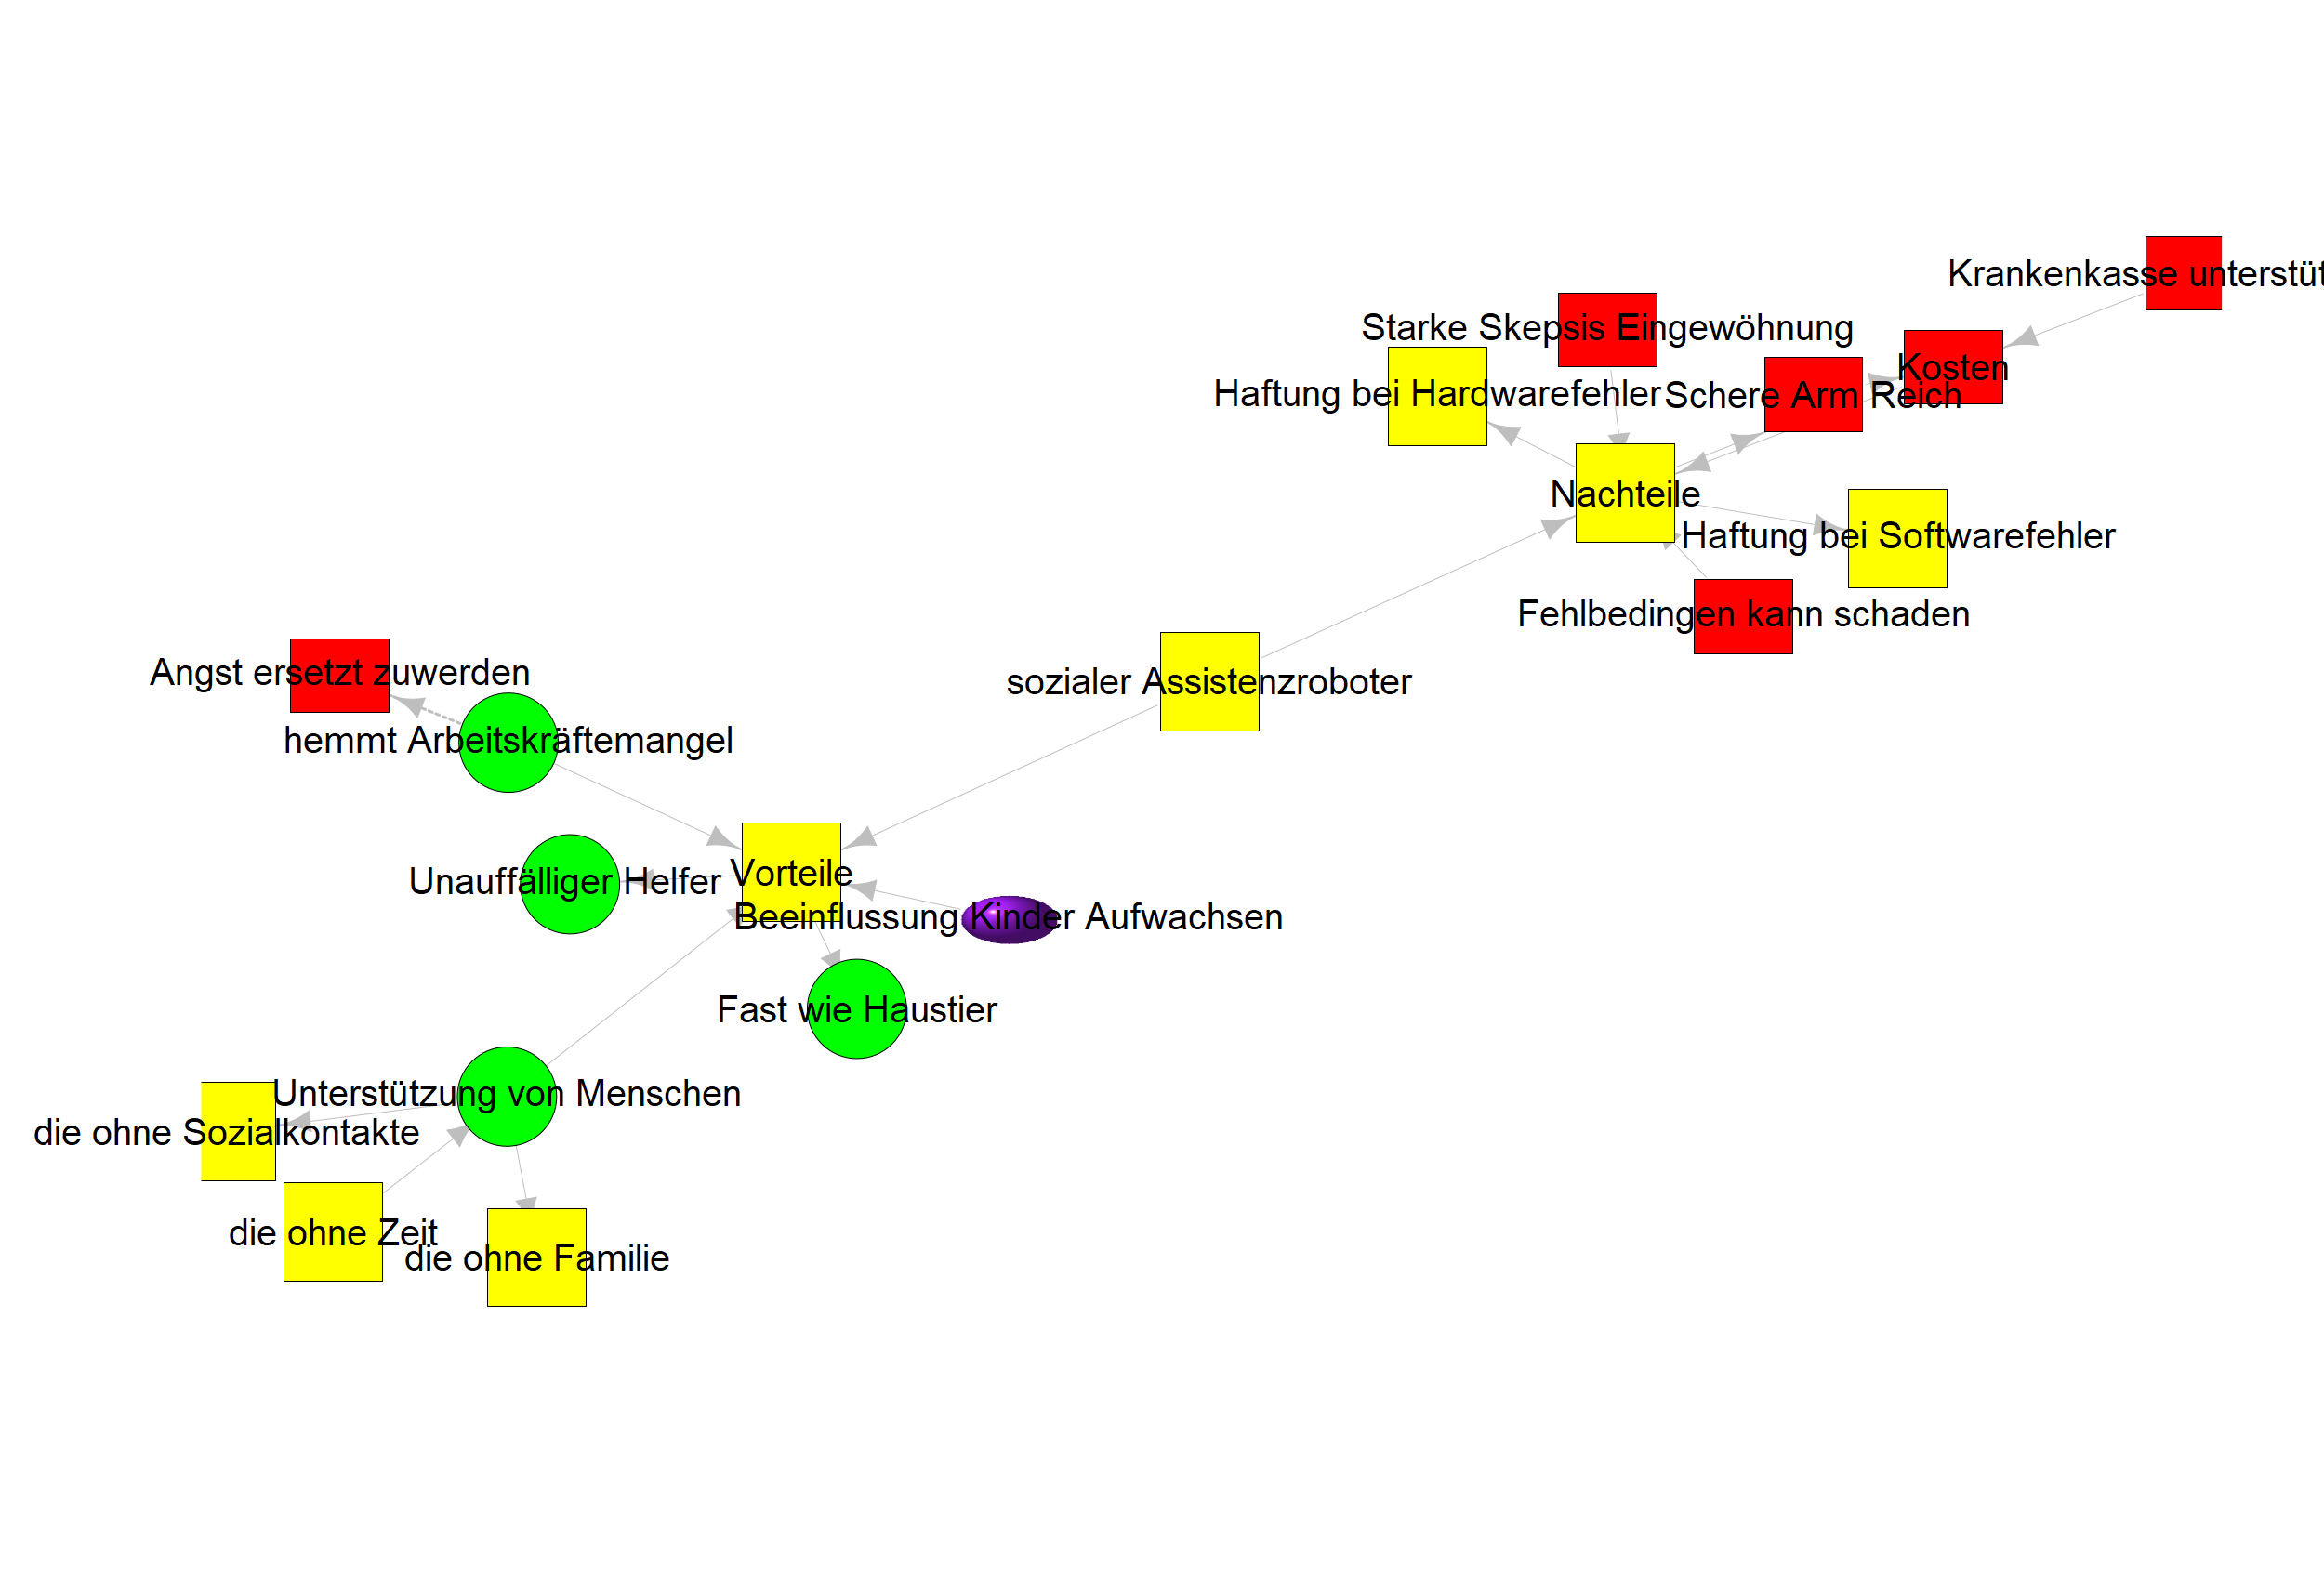 Krankenkasse unterstüt
Starke Skepsis Eingewöhnung
Kosten
Haftung bei Hardwarefehler
Schere Arm Reich
Nachteile
Haftung bei Softwarefehler
Fehlbedingen kann schaden
Angst ersetzt zuwerden
sozialer Assistenzroboter
hemmt Arbeitskräftemangel
Vorteile
Unauffälliger Helfer
Beeinflussung Kinder Aufwachsen
Fast wie Haustier
Unterstützung von Menschen
die ohne Sozialkontakte
die ohne Zeit
die ohne Familie